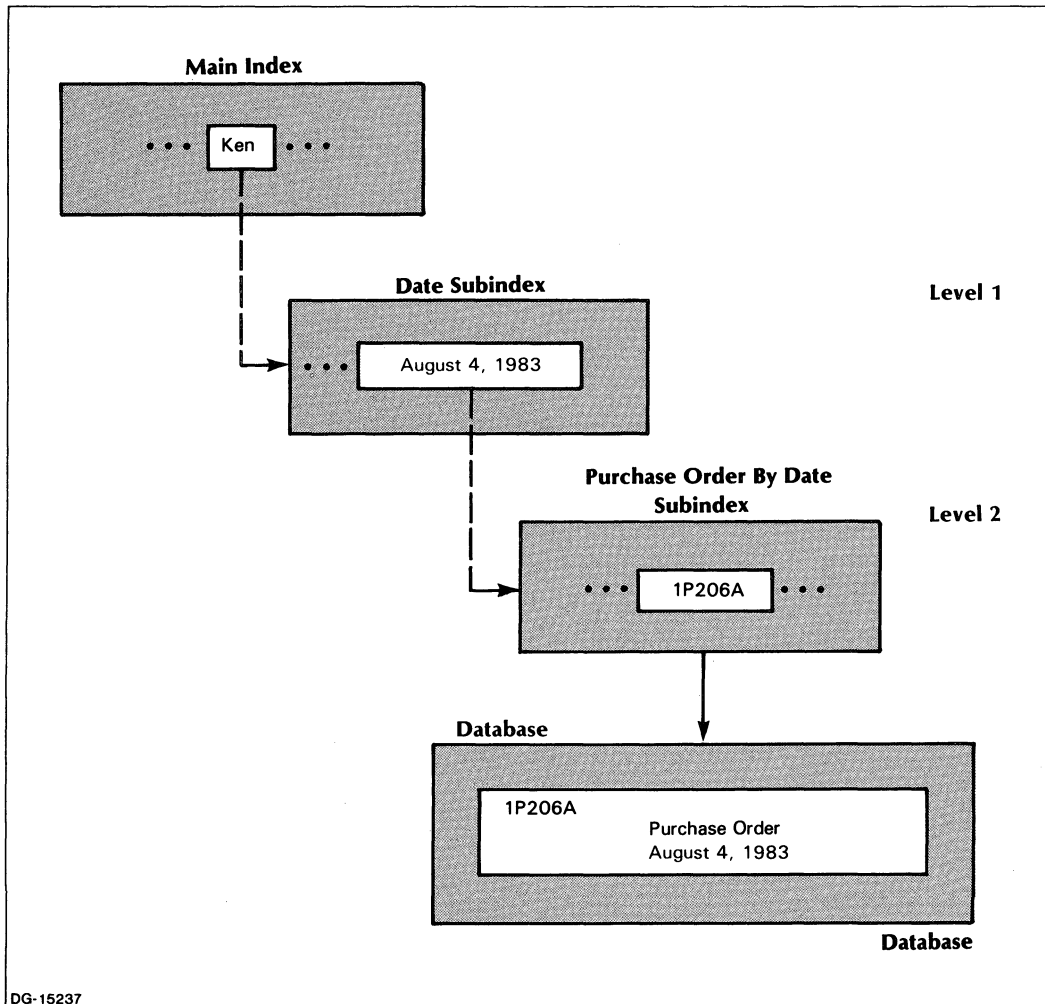 Main Index
• • • Ken • • •
Date Subindex
Level 1
• • • August 4, 1983
Purchase Order By Date
Subindex
Level 2
• • • 1P206A • • •
Database
1P206A
Purchase Order
August 4, 1983
Database
DG-15237